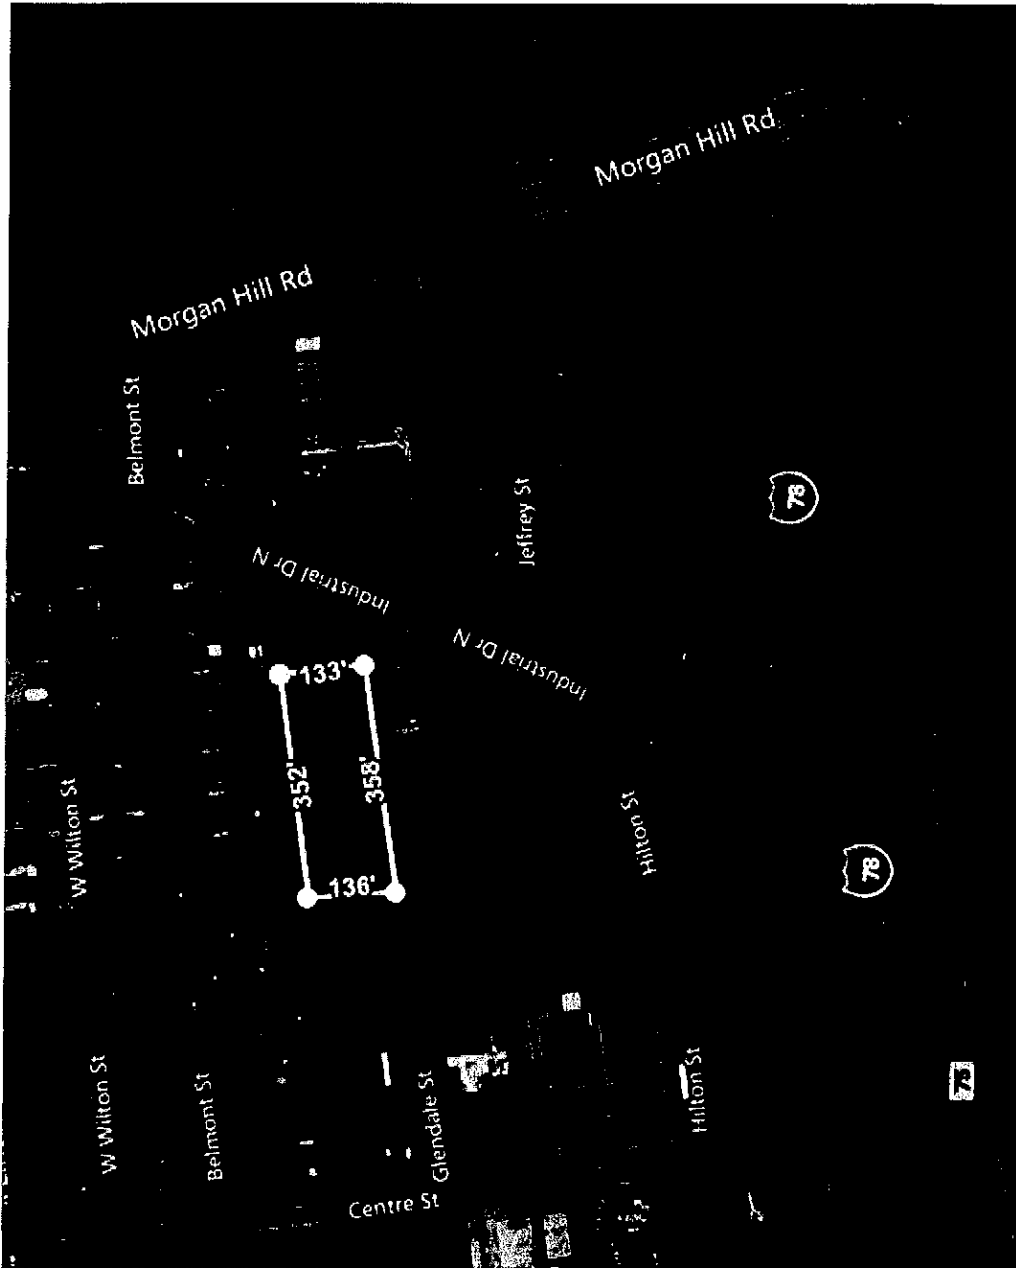 Morgan Hill Rd
Morgan Hill Rd
Belmont St
Jeffrey St
78
Industrial Dr N
Industrial Dr N
133'
352'
358'
136'
W Wilton St
Hilton St
78
W Wilton St
Belmont St
Glendale St
Hilton St
78
Centre St